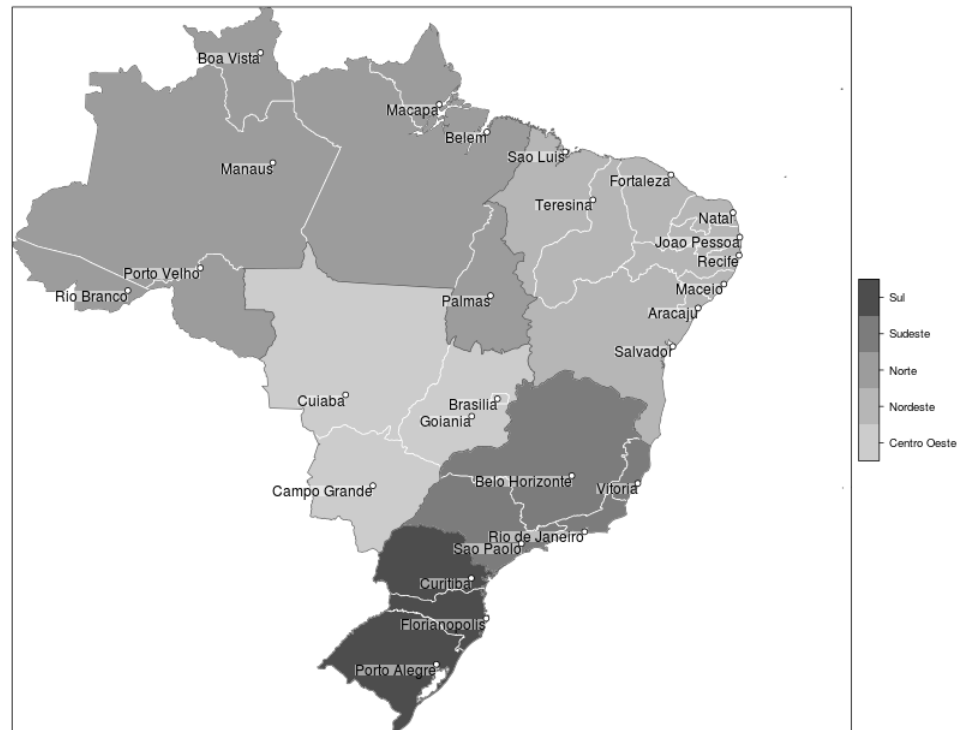 Boa Vista
Macapa
Belem
Sao Luis
Manaus
Fortaleza
Teresina
Natal
Joao Pessoa
Recife
Porto Velho
Maceio
Rio Branco
Palmas
Aracaju
Salvador
Cuiaba
Brasilia
Goiania
Belo Horizonte
Vitoria
Campo Grande
Rio de Janeiro
Sao Paolo
Curitiba
Florianopolis
Porto Alegre
Sul
Sudeste
Norte
Nordeste
Centro Oeste